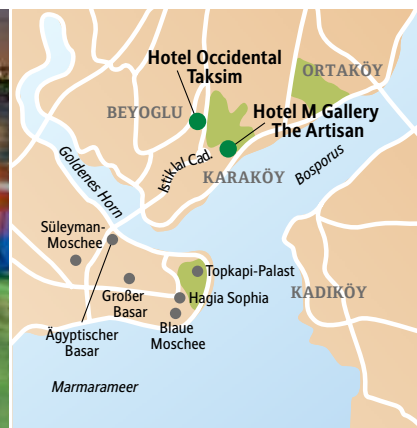 Hotel Occidental
Taksim
ORTAKÖY
BEYOGLU
Hotel M Gallery
The Artisan
Goldenes Horn
Istiklal Cad.
KARAKÖY
Bosporus
Süleyman-
Moschee
Topkapi-Palast
KADIKÖY
Großer
Basar
Hagia Sophia
Blaue
Moschee
Ägyptischer
Basar
Marmarameer